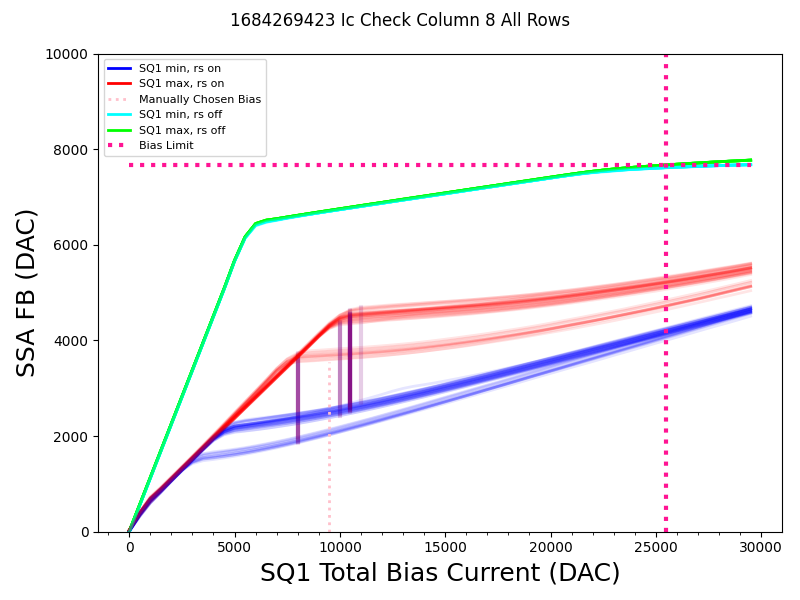 1684269423 Ic Check Column 8 All Rows
10000
8000
6000
4000
2000
0
SSA FB (DAC)
SQ1 min, rs on
SQ1 max, rs on
Manually Chosen Bias
SQ1 min, rs off
SQ1 max, rs off
Bias Limit
0 5000 10000 15000 20000 25000 30000
SQ1 Total Bias Current (DAC)